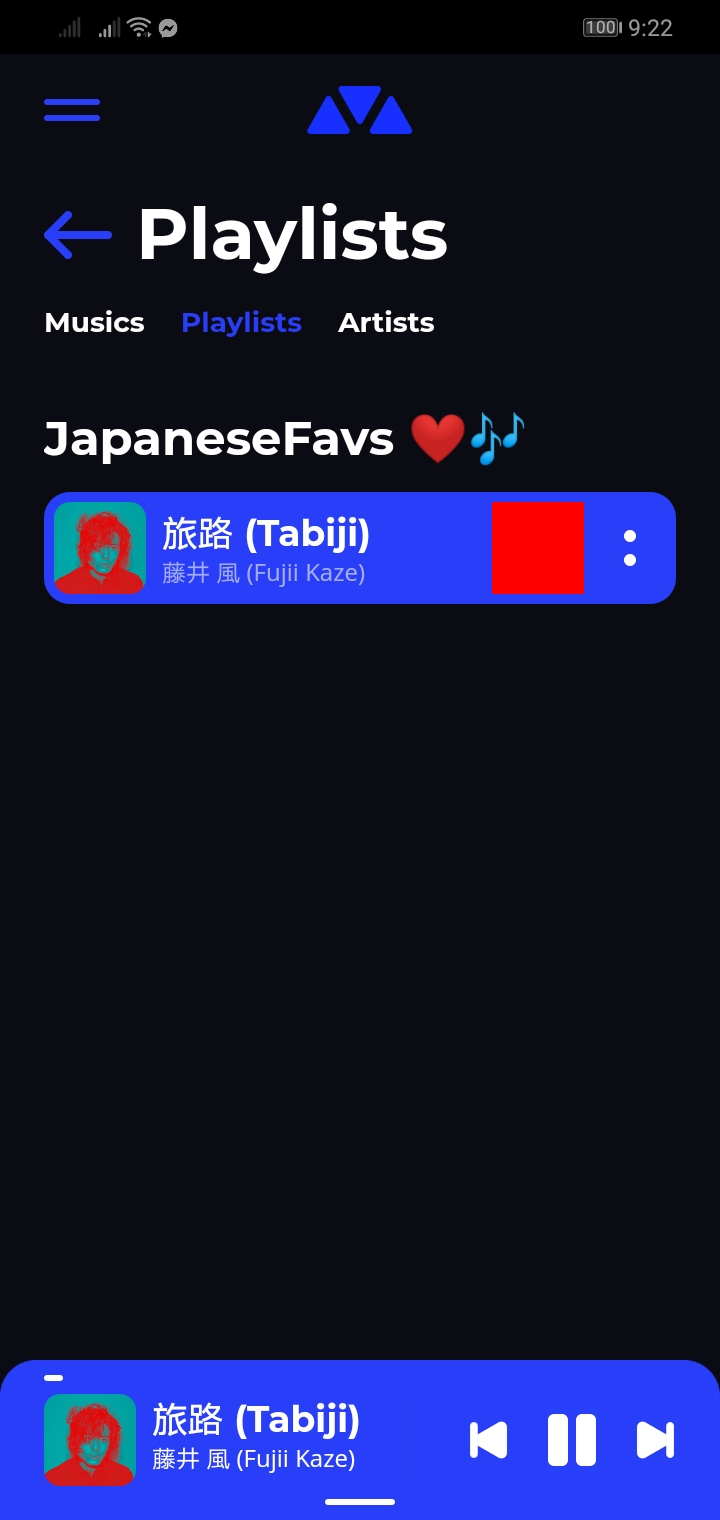 100 9:22
Playlists
Musics Playlists Artists
JapaneseFavs ❤️🎶
旅路 (Tabiji)
藤井 風 (Fujii Kaze)
旅路 (Tabiji)
藤井 風 (Fujii Kaze)